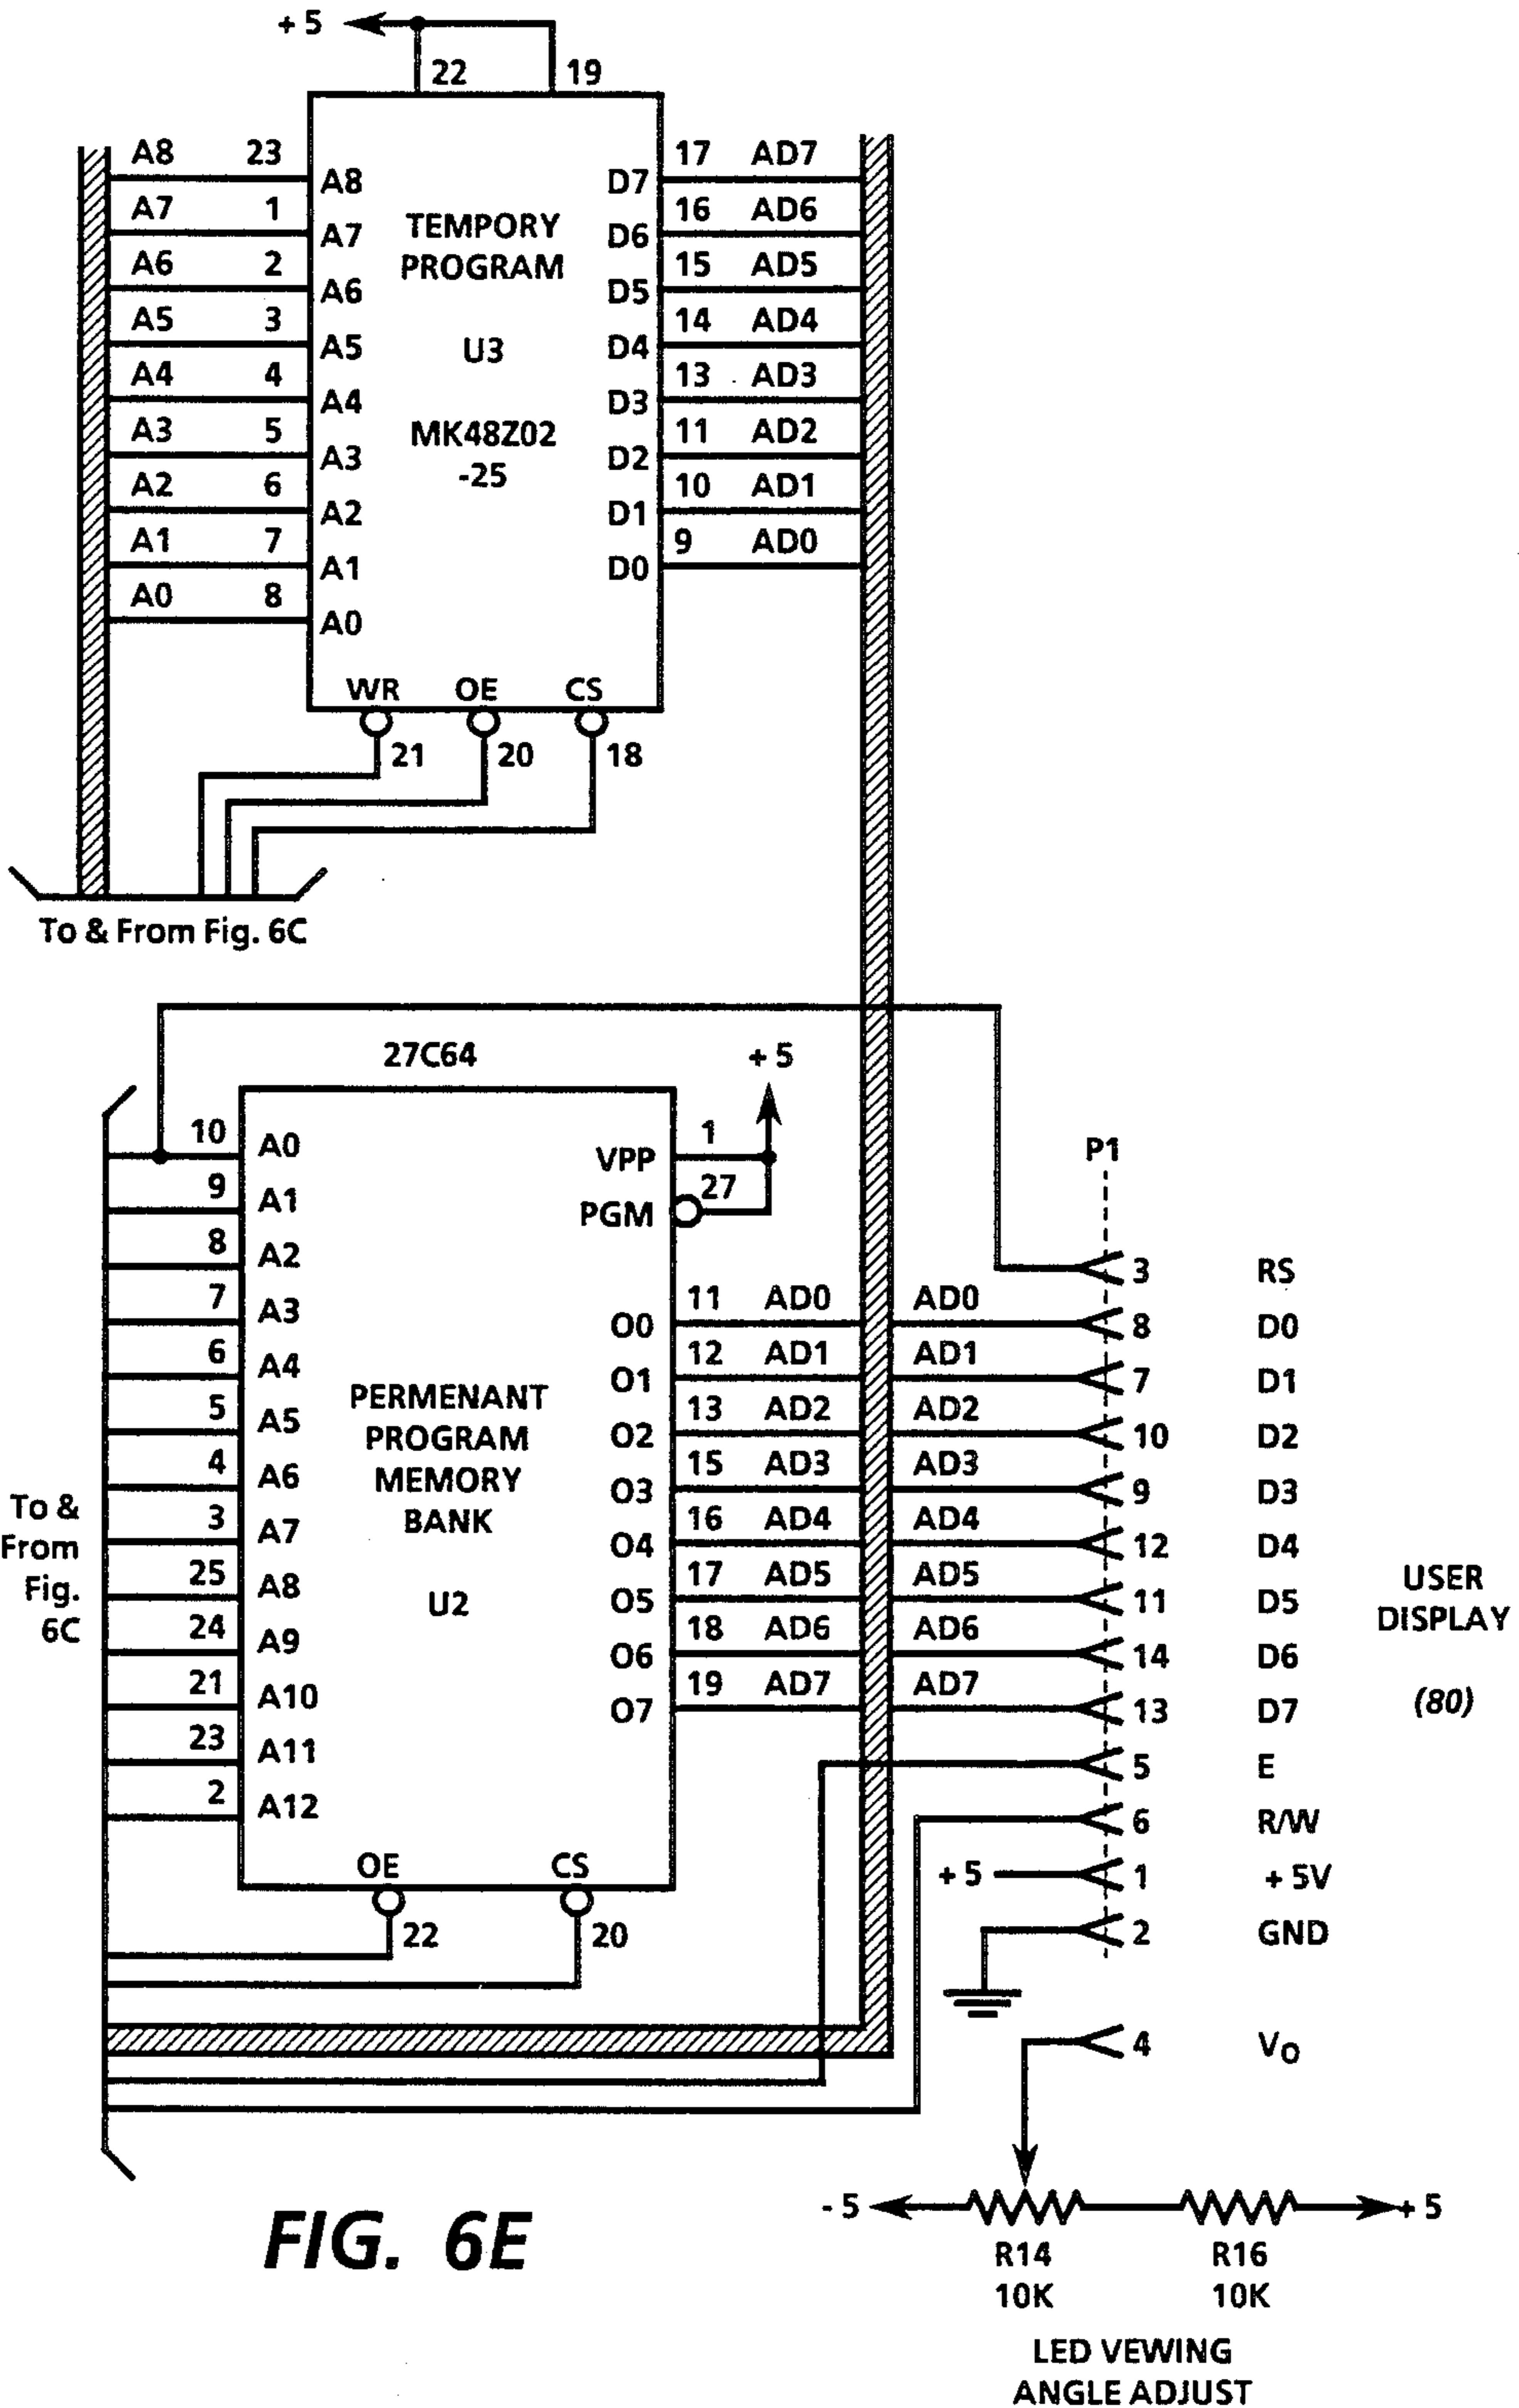 + 5
22 19
A8 23 A8 D7 17 AD7
A7 1 A7 D6 16 AD6
A6 2 A6 D5 15 AD5
A5 3 A5 D4 14 AD4
A4 4 A4 D3 13 AD3
A3 5 A3 D2 11 AD2
A2 6 A2 D1 10 AD1
A1 7 A1 D0 9 AD0
A0 8 A0
TEMPORY
PROGRAM
U3
MK48Z02
-25
WR OE CS
21 20 18
To & From Fig. 6C
27C64
+ 5
10 A0 VPP 1
9 A1 PGM 27
8 A2
7 A3 O0 11 AD0 AD0
6 A4 O1 12 AD1 AD1
5 A5 O2 13 AD2 AD2
4 A6 O3 15 AD3 AD3
3 A7 O4 16 AD4 AD4
25 A8 O5 17 AD5 AD5
24 A9 O6 18 AD6 AD6
21 A10 O7 19 AD7 AD7
23 A11
2 A12
PERMENANT
PROGRAM
MEMORY
BANK
U2
OE CS
22 20
To &
From
Fig.
6C
P1
3 RS
8 D0
7 D1
10 D2
9 D3
12 D4
11 D5
14 D6
13 D7
5 E
6 R/W
+ 5 1 + 5V
2 GND
4 VO
USER
DISPLAY
(80)
- 5 + 5
R14 R16
10K 10K
LED VEWING
ANGLE ADJUST
FIG. 6E